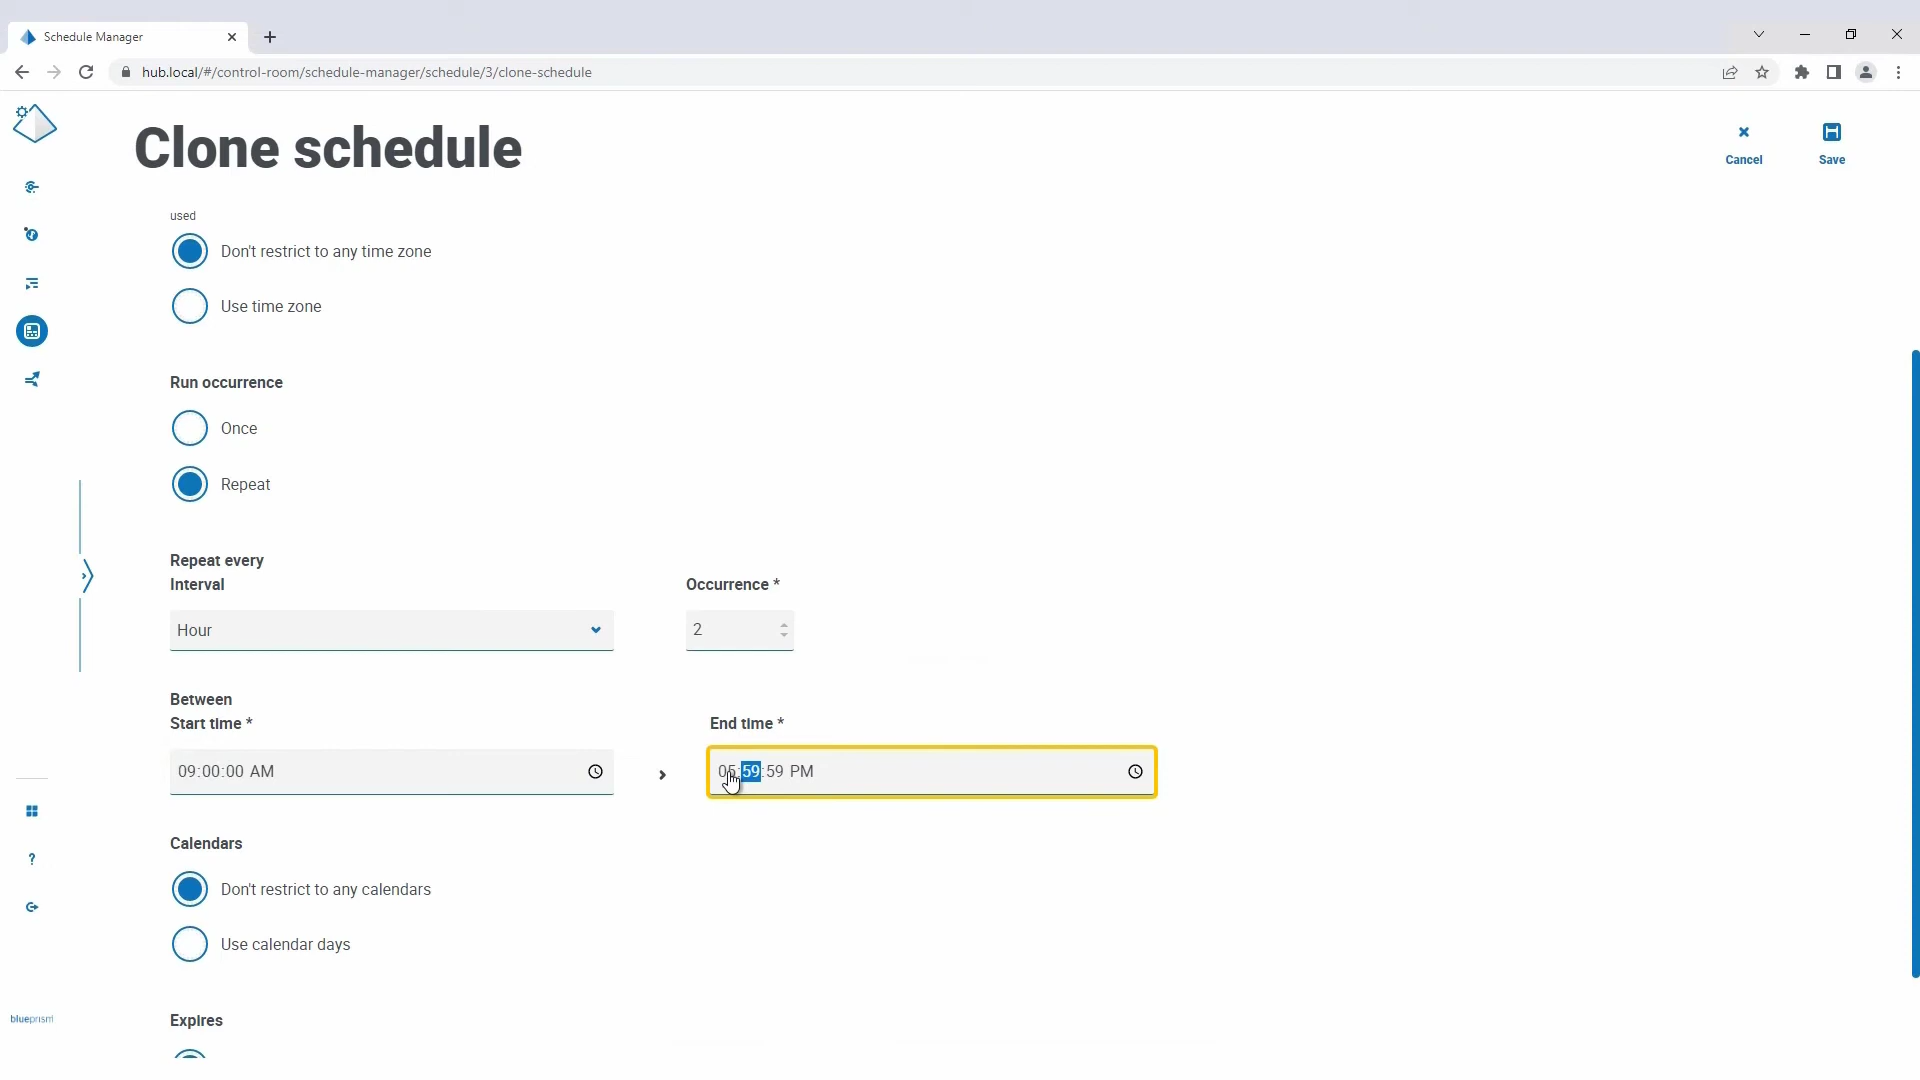 Schedule Manager
hub.local/#/control-room/schedule-manager/schedule/3/clone-schedule
Clone schedule
Cancel
Save
used
Don't restrict to any time zone
Use time zone
Run occurrence
Once
Repeat
Repeat every
Interval
Occurrence *
Hour
2
Between
Start time *
End time *
09:00:00 AM
05:59:59 PM
Calendars
Don't restrict to any calendars
Use calendar days
?
blueprism
Expires